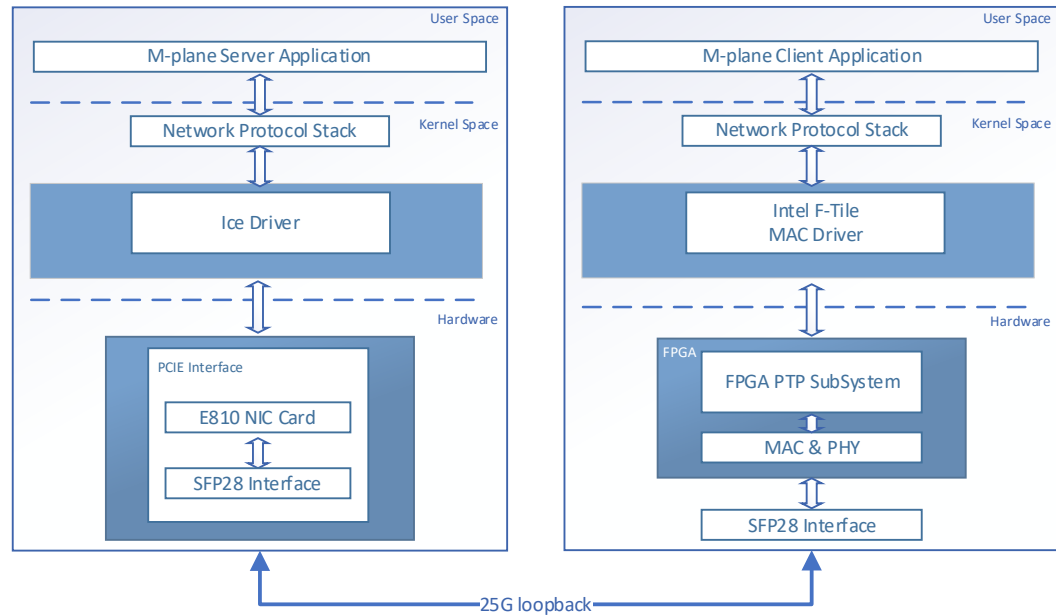 User Space
M-plane Server Application
Kernel Space
Network Protocol Stack
Ice Driver
Hardware
PCIE Interface
E810 NIC Card
SFP28 Interface
User Space
M-plane Client Application
Kernel Space
Network Protocol Stack
Intel F-Tile
MAC Driver
Hardware
FPGA
FPGA PTP SubSystem
MAC & PHY
SFP28 Interface
25G loopback